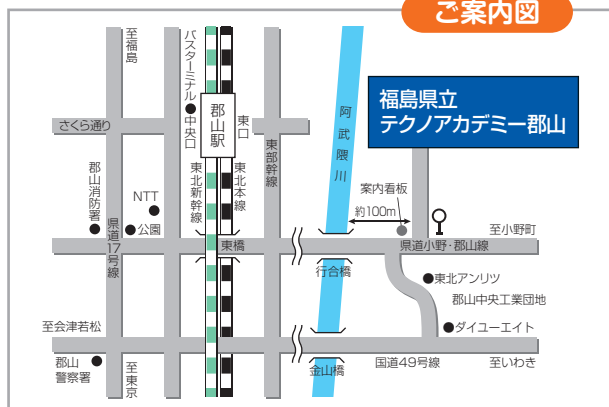 ご案内図
至福島
バスターミナル
中央口
郡山駅
東口
東部幹線
阿武隈川
福島県立
テクノアカデミー郡山
さくら通り
東北新幹線
東北本線
郡山消防署
県道17号線
NTT
公園
案内看板
約100m
至小野町
東橋
県道小野・郡山線
行合橋
東北アンリツ
郡山中央工業団地
ダイユーエイト
至会津若松
郡山
警察署
至東京
金山橋
国道49号線
至いわき